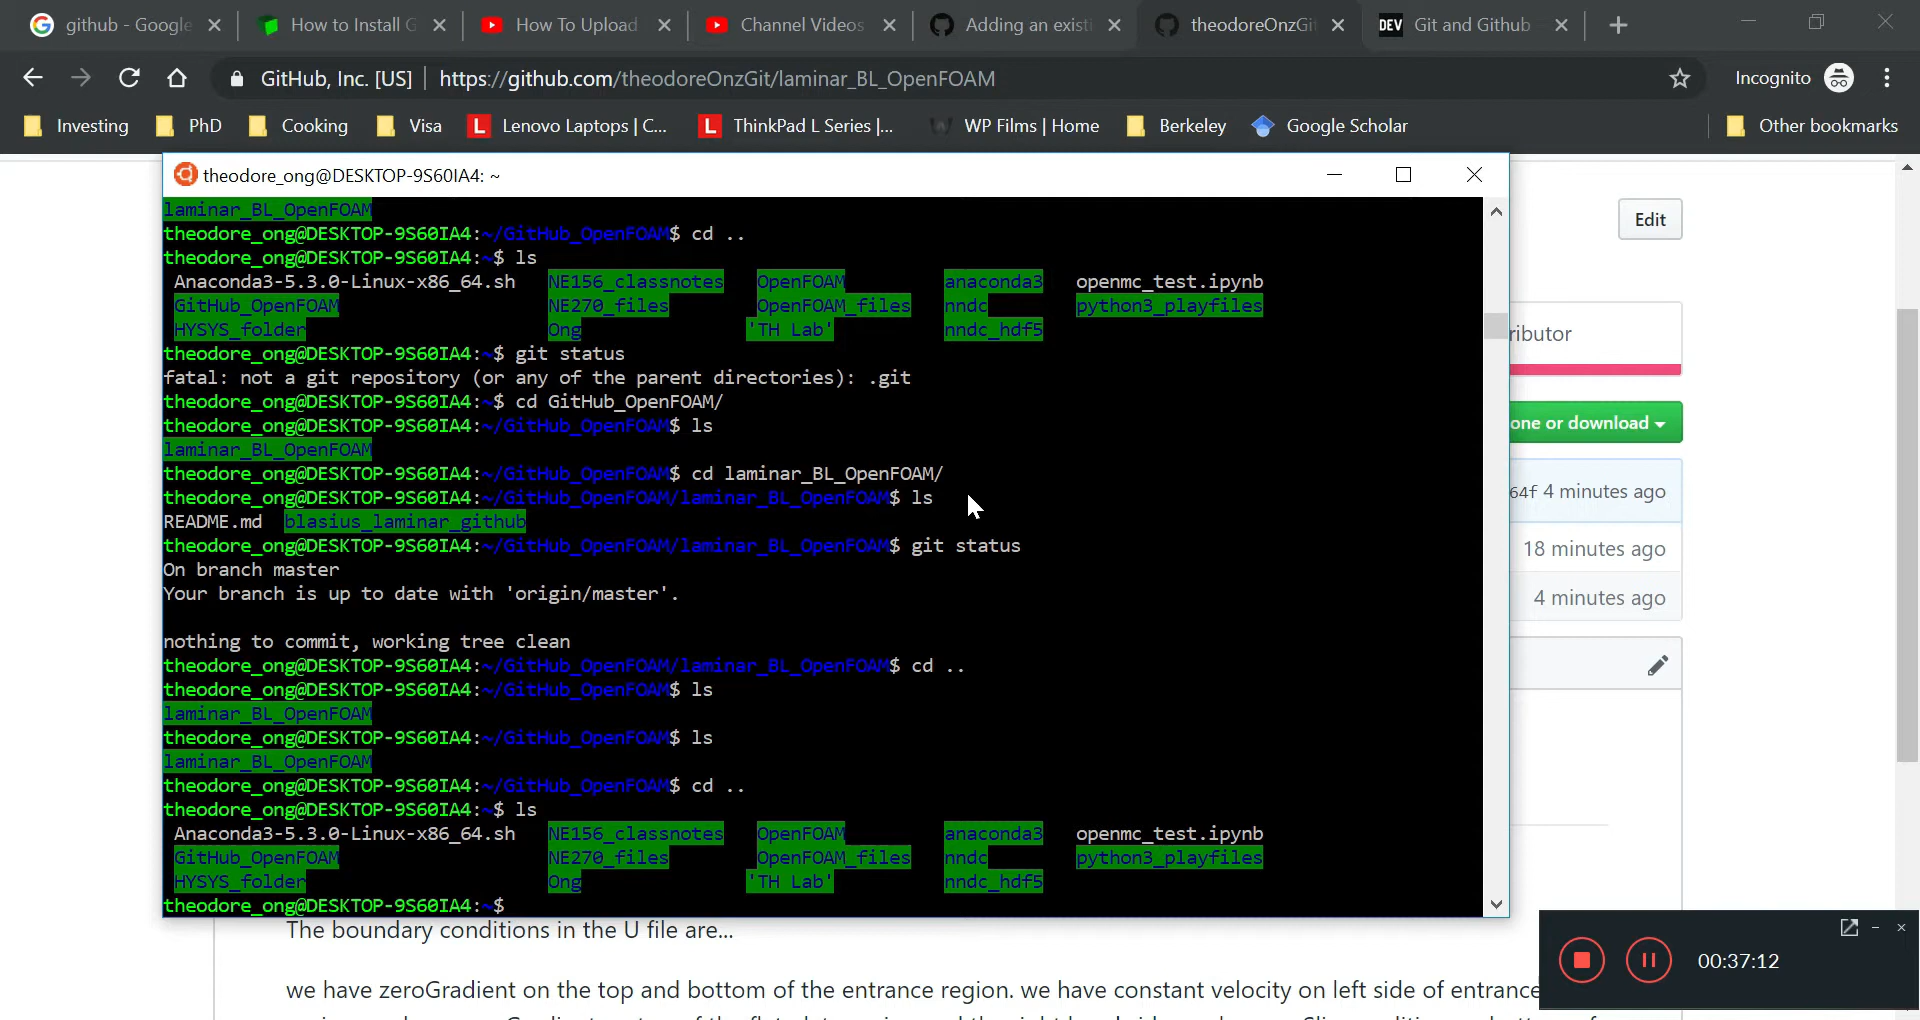 github - Google
How to Install G
How To Upload
Channel Videos
Adding an existi
theodoreOnzGit
DEV Git and Github
GitHub, Inc. [US] https://github.com/theodoreOnzGit/laminar_BL_OpenFOAM
Incognito
Investing PhD Cooking Visa L Lenovo Laptops | C... L ThinkPad L Series |... WP Films | Home Berkeley Google Scholar Other bookmarks
theodore_ong@DESKTOP-9S60IA4: ~
Edit
laminar_BL_OpenFOAM
theodore_ong@DESKTOP-9S60IA4:~/GitHub_OpenFOAM$ cd ..
theodore_ong@DESKTOP-9S60IA4:~$ ls
Anaconda3-5.3.0-Linux-x86_64.sh NE156_classnotes OpenFOAM anaconda3 openmc_test.ipynb
GitHub_OpenFOAM NE270_files OpenFOAM_files nndc python3_playfiles
HYSYS_folder Ong 'TH Lab' nndc_hdf5
ributor
theodore_ong@DESKTOP-9S60IA4:~$ git status
fatal: not a git repository (or any of the parent directories): .git
theodore_ong@DESKTOP-9S60IA4:~$ cd GitHub_OpenFOAM/
theodore_ong@DESKTOP-9S60IA4:~/GitHub_OpenFOAM$ ls
one or download
laminar_BL_OpenFOAM
theodore_ong@DESKTOP-9S60IA4:~/GitHub_OpenFOAM$ cd laminar_BL_OpenFOAM/
theodore_ong@DESKTOP-9S60IA4:~/GitHub_OpenFOAM/laminar_BL_OpenFOAM$ ls
64f 4 minutes ago
README.md blasius_laminar_github
theodore_ong@DESKTOP-9S60IA4:~/GitHub_OpenFOAM/laminar_BL_OpenFOAM$ git status
18 minutes ago
On branch master
Your branch is up to date with 'origin/master'.
4 minutes ago
nothing to commit, working tree clean
theodore_ong@DESKTOP-9S60IA4:~/GitHub_OpenFOAM/laminar_BL_OpenFOAM$ cd ..
theodore_ong@DESKTOP-9S60IA4:~/GitHub_OpenFOAM$ ls
laminar_BL_OpenFOAM
theodore_ong@DESKTOP-9S60IA4:~/GitHub_OpenFOAM$ ls
laminar_BL_OpenFOAM
theodore_ong@DESKTOP-9S60IA4:~/GitHub_OpenFOAM$ cd ..
theodore_ong@DESKTOP-9S60IA4:~$ ls
Anaconda3-5.3.0-Linux-x86_64.sh NE156_classnotes OpenFOAM anaconda3 openmc_test.ipynb
GitHub_OpenFOAM NE270_files OpenFOAM_files nndc python3_playfiles
HYSYS_folder Ong 'TH Lab' nndc_hdf5
theodore_ong@DESKTOP-9S60IA4:~$
The boundary conditions in the U file are...
00:37:12
we have zeroGradient on the top and bottom of the entrance region. we have constant velocity on left side of entrance